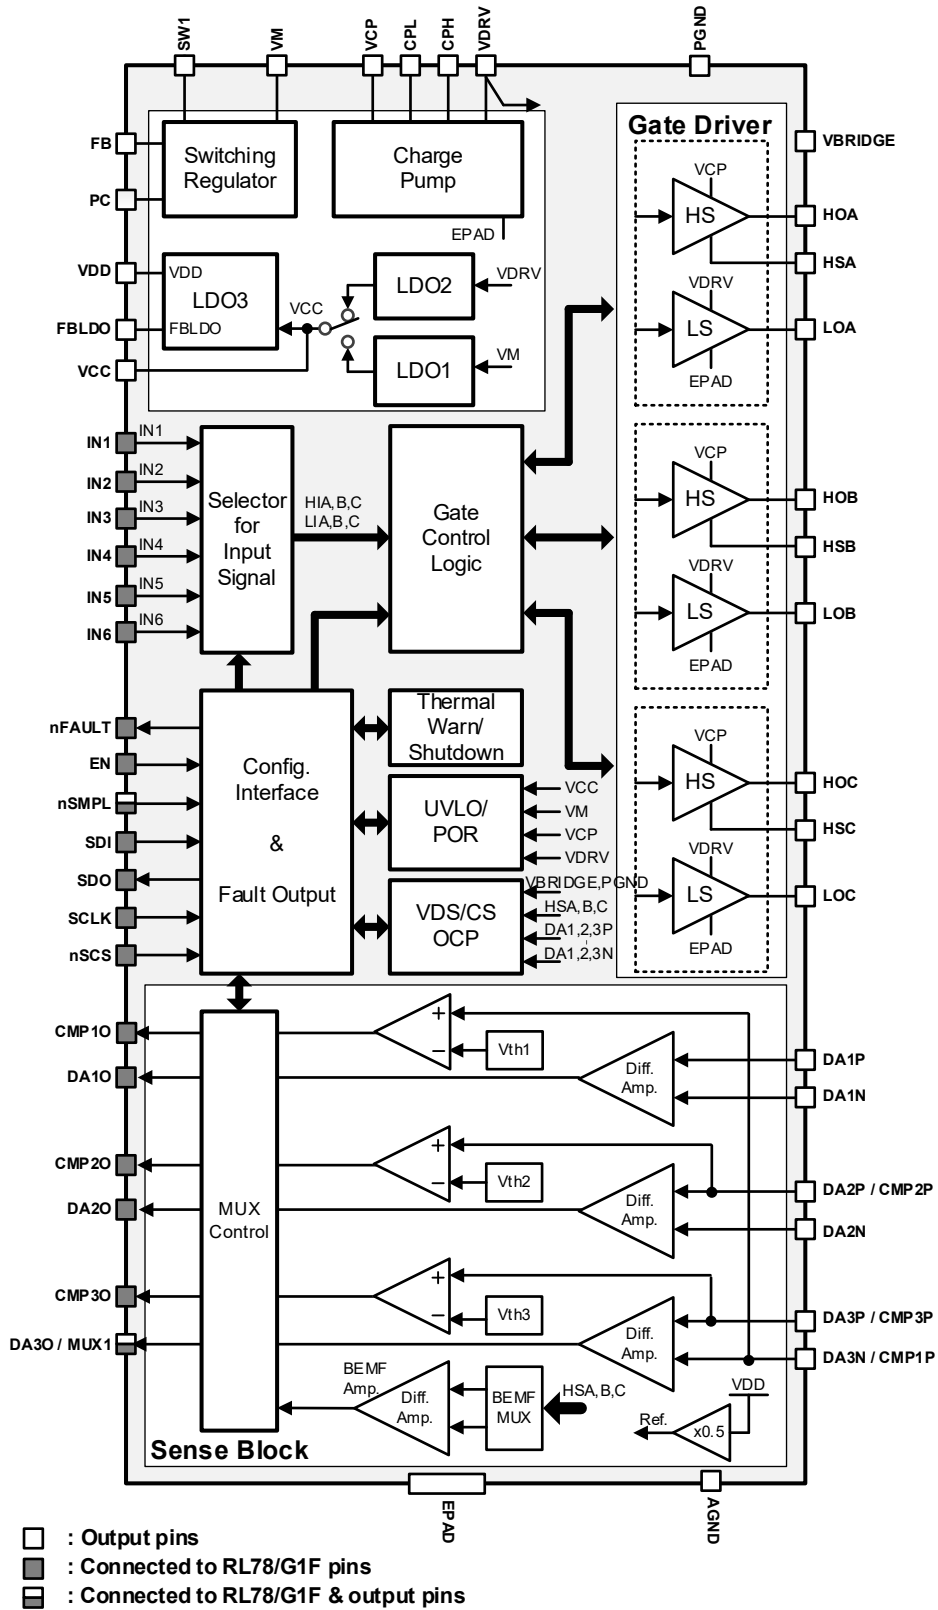 SW1
VM
VCP
CPL
CPH
VDRV
PGND
FB
PC
VDD
FBLDO
VCC
Switching
Regulator
Charge
Pump
EPAD
VDD
LDO3
FBLDO
VCC
LDO2
VDRV
LDO1
VM
Gate Driver
VCP
HS
VDRV
LS
EPAD
VCP
HS
VDRV
LS
EPAD
VCP
HS
VDRV
LS
EPAD
VBRIDGE
HOA
HSA
LOA
HOB
HSB
LOB
HOC
HSC
LOC
IN1
IN2
IN3
IN4
IN5
IN6
IN1
IN2
IN3
IN4
IN5
IN6
Selector
for
Input
Signal
HIA,B,C
LIA,B,C
Gate
Control
Logic
nFAULT
EN
nSMPL
SDI
SDO
SCLK
nSCS
Config.
Interface
&
Fault Output
Thermal
Warn/
Shutdown
UVLO/
POR
VCC
VM
VCP
VDRV
VDS/CS
OCP
VBRIDGE,PGND
HSA,B,C
DA1,2,3P
DA1,2,3N
CMP1O
DA1O
CMP2O
DA2O
CMP3O
DA3O / MUX1
MUX
Control
+
−
Vth1
Diff.
Amp.
+
−
Vth2
Diff.
Amp.
+
−
Vth3
Diff.
Amp.
BEMF
Amp.
Diff.
Amp.
BEMF
MUX
HSA,B,C
Ref.
x0.5
VDD
DA1P
DA1N
DA2P / CMP2P
DA2N
DA3P / CMP3P
DA3N / CMP1P
Sense Block
EPAD
AGND
: Output pins
: Connected to RL78/G1F pins
: Connected to RL78/G1F & output pins